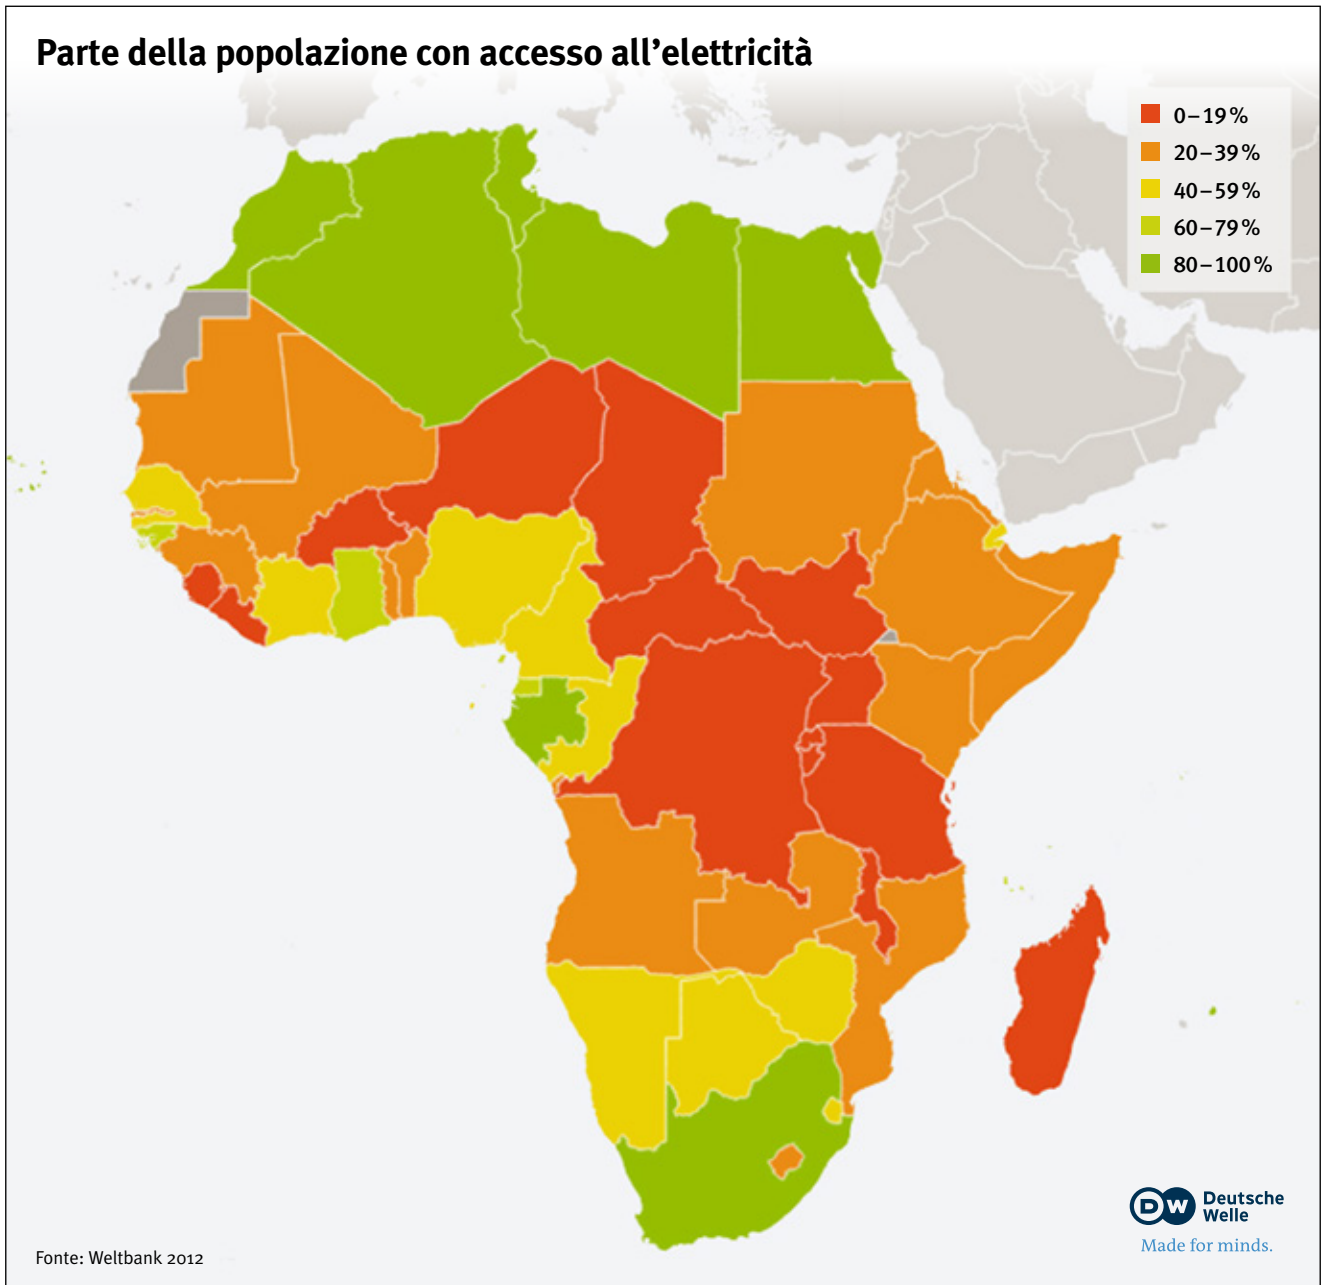 Parte della popolazione con accesso all’elettricità
0–19%
20–39%
40–59%
60–79%
80–100%
DW Deutsche
Welle
Made for minds.
Fonte: Weltbank 2012